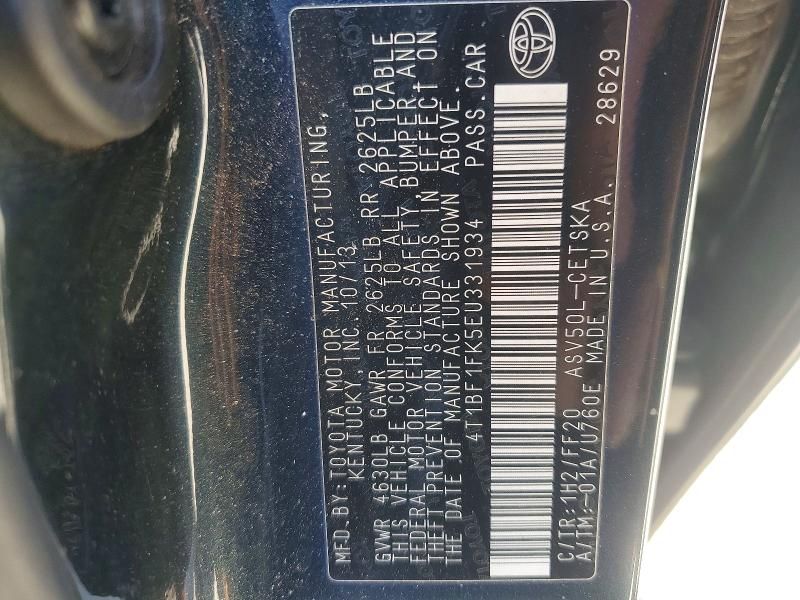 MFD.BY:TOYOTA MOTOR MANUFACTURING,
KENTUCKY, INC. 10/13
GVWR 4630LB GAWR FR 2625LB RR 2625LB
THIS VEHICLE CONFORMS TO ALL APPLICABLE
FEDERAL MOTOR VEHICLE SAFETY, BUMPER, AND
THEFT PREVENTION STANDARDS IN EFFECT ON
THE DATE OF MANUFACTURE SHOWN ABOVE.
4T1BF1FK5EU331934 PASS.CAR
C/TR:1H2/FF20 ASV50L-CETSKA
A/TM:-01A/U760E MADE IN U.S.A. 28629